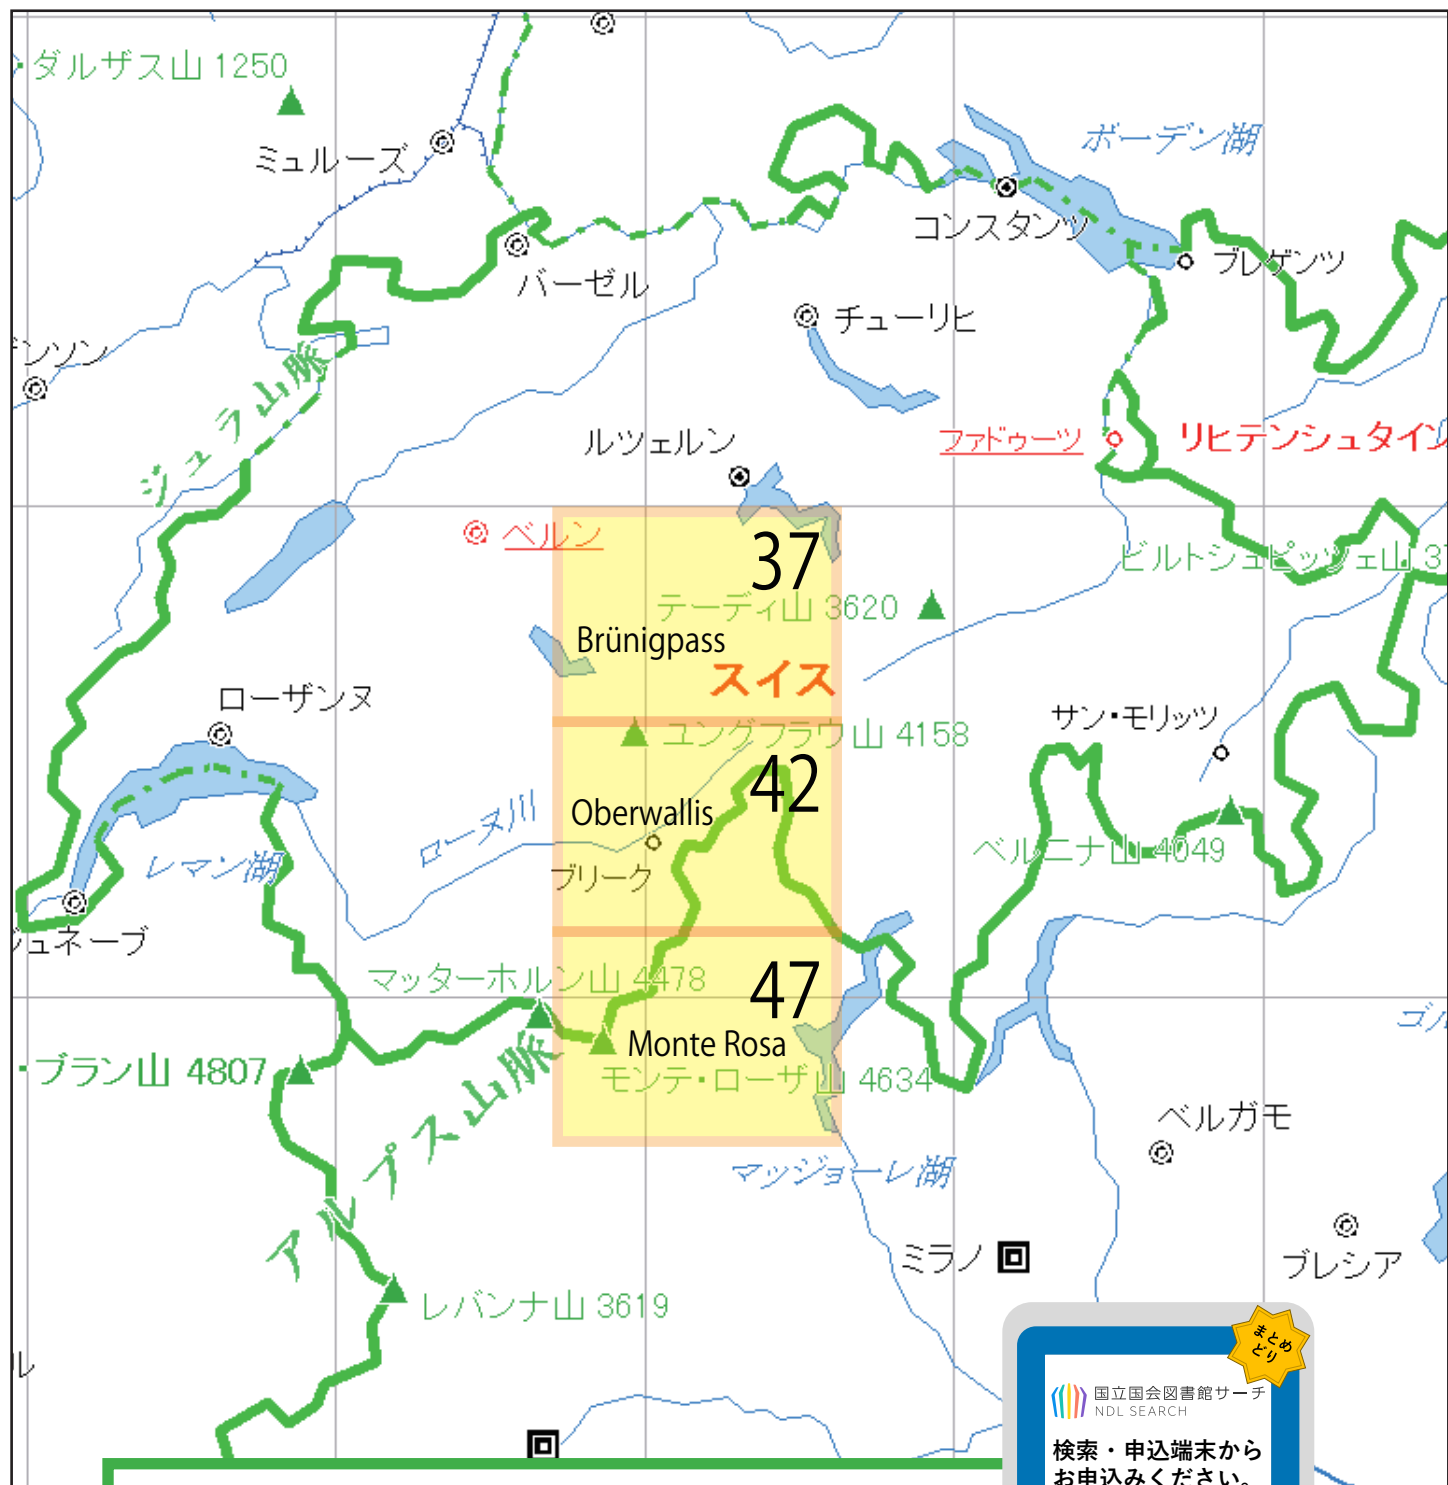 ダルザス山 1250
ミュルーズ
ボーデン湖
コンスタンツ
ブレゲンツ
バーゼル
チューリヒ
ンソン
ジュラ山脈
ルツェルン
ファドゥーツ
リヒテンシュタイン
ベルン
37
ビルトシュピッツェ山 3
テーディ山 3620
Brünigpass
スイス
ローザンヌ
サン・モリッツ
ユングフラウ山 4158
42
Oberwallis
ローヌ川
レマン湖
ブリーク
ベルニナ山 4049
ジュネーブ
マッターホルン山 4478
47
Monte Rosa
ブラン山 4807
モンテ・ローザ山 4634
アルプス山脈
ベルガモ
マッジョーレ湖
ミラノ
ブレシア
レバンナ山 3619
ル
まとめ
どり
国立国会図書館サーチ
NDL SEARCH
検索・申込端末から
お申込みください。